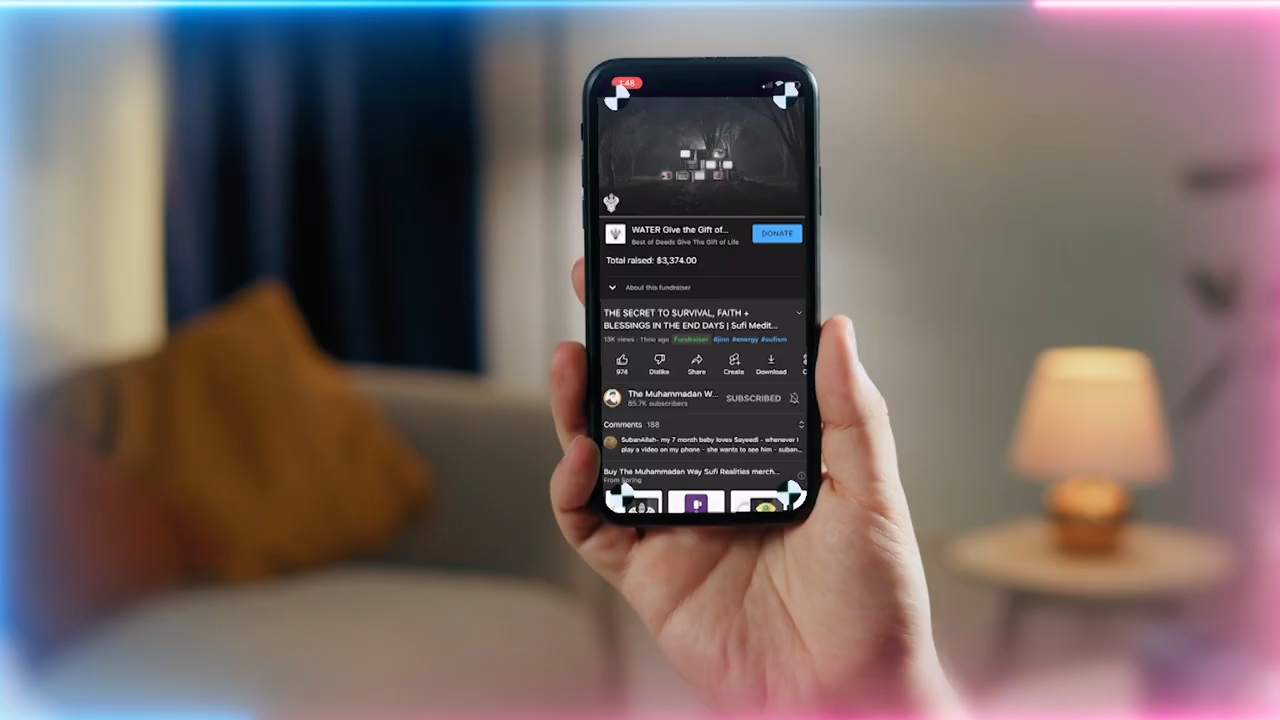 1:48
WATER Give the Gift of...
Best of Deeds Give The Gift of Life
DONATE
Total raised: $3,374.00
About this fundraiser
THE SECRET TO SURVIVAL, FAITH +
BLESSINGS IN THE END DAYS | Sufi Medit...
13K views · 11mo ago Fundraiser #jinn #energy #sufism
974 Dislike Share Create Download
The Muhammadan W...
85.7K subscribers
SUBSCRIBED
Comments 188
SubanAllah- my 7 month baby loves Sayeedi - whenever I
play a video on my phone - she wants to see him - suban...
Buy The Muhammadan Way Sufi Realities merch...
From Spring